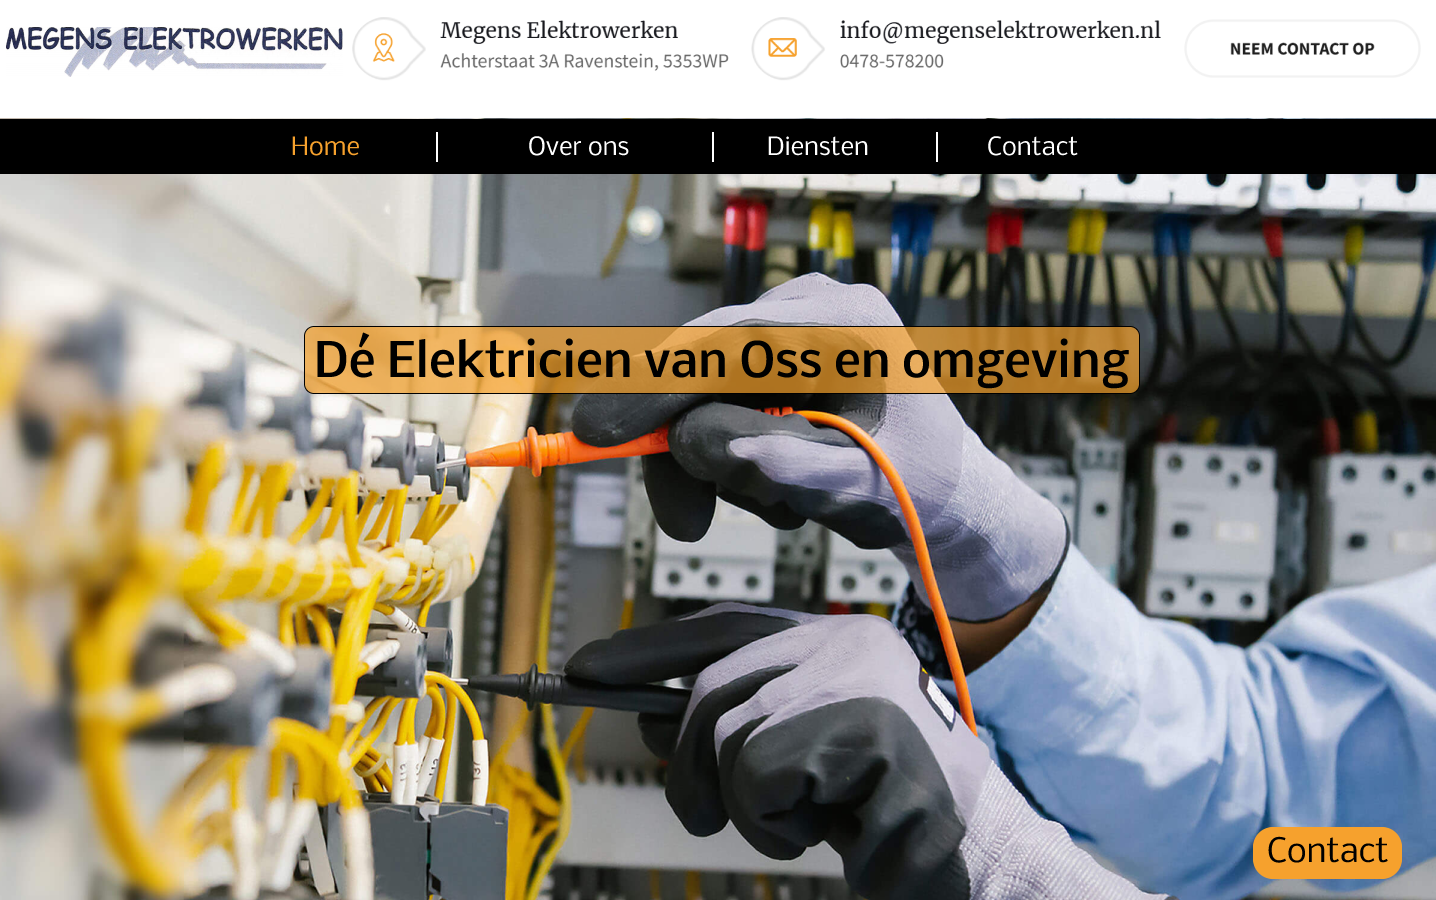 MEGENS ELEKTROWERKEN
Megens Elektrowerken
Achterstaat 3A Ravenstein, 5353WP
info@megenselektrowerken.nl
0478-578200
NEEM CONTACT OP
Home
Over ons
Diensten
Contact
Dé Elektricien van Oss en omgeving
Contact